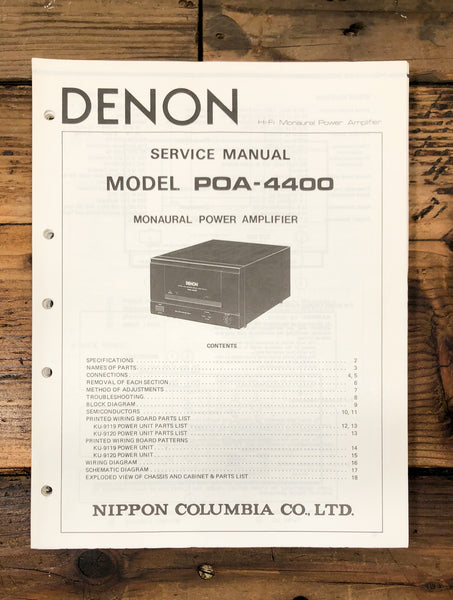 DENON
Hi-Fi Monaural Power Amplifier
SERVICE MANUAL
MODEL POA-4400
MONAURAL POWER AMPLIFIER
DENON
CONTENTS
SPECIFICATIONS 2
NAMES OF PARTS 3
CONNECTIONS 4, 5
REMOVAL OF EACH SECTION 6
METHOD OF ADJUSTMENTS 7
TROUBLESHOOTING 8
BLOCK DIAGRAM 9
SEMICONDUCTORS 10, 11
PRINTED WIRING BOARD PARTS LIST
KU-9119 POWER UNIT PARTS LIST 12, 13
KU-9120 POWER UNIT PARTS LIST 13
PRINTED WIRING BOARD PATTERNS
KU-9119 POWER UNIT 14
KU-9120 POWER UNIT 15
WIRING DIAGRAM 16
SCHEMATIC DIAGRAM 17
EXPLODED VIEW OF CHASSIS AND CABINET & PARTS LIST 18
NIPPON COLUMBIA CO., LTD.